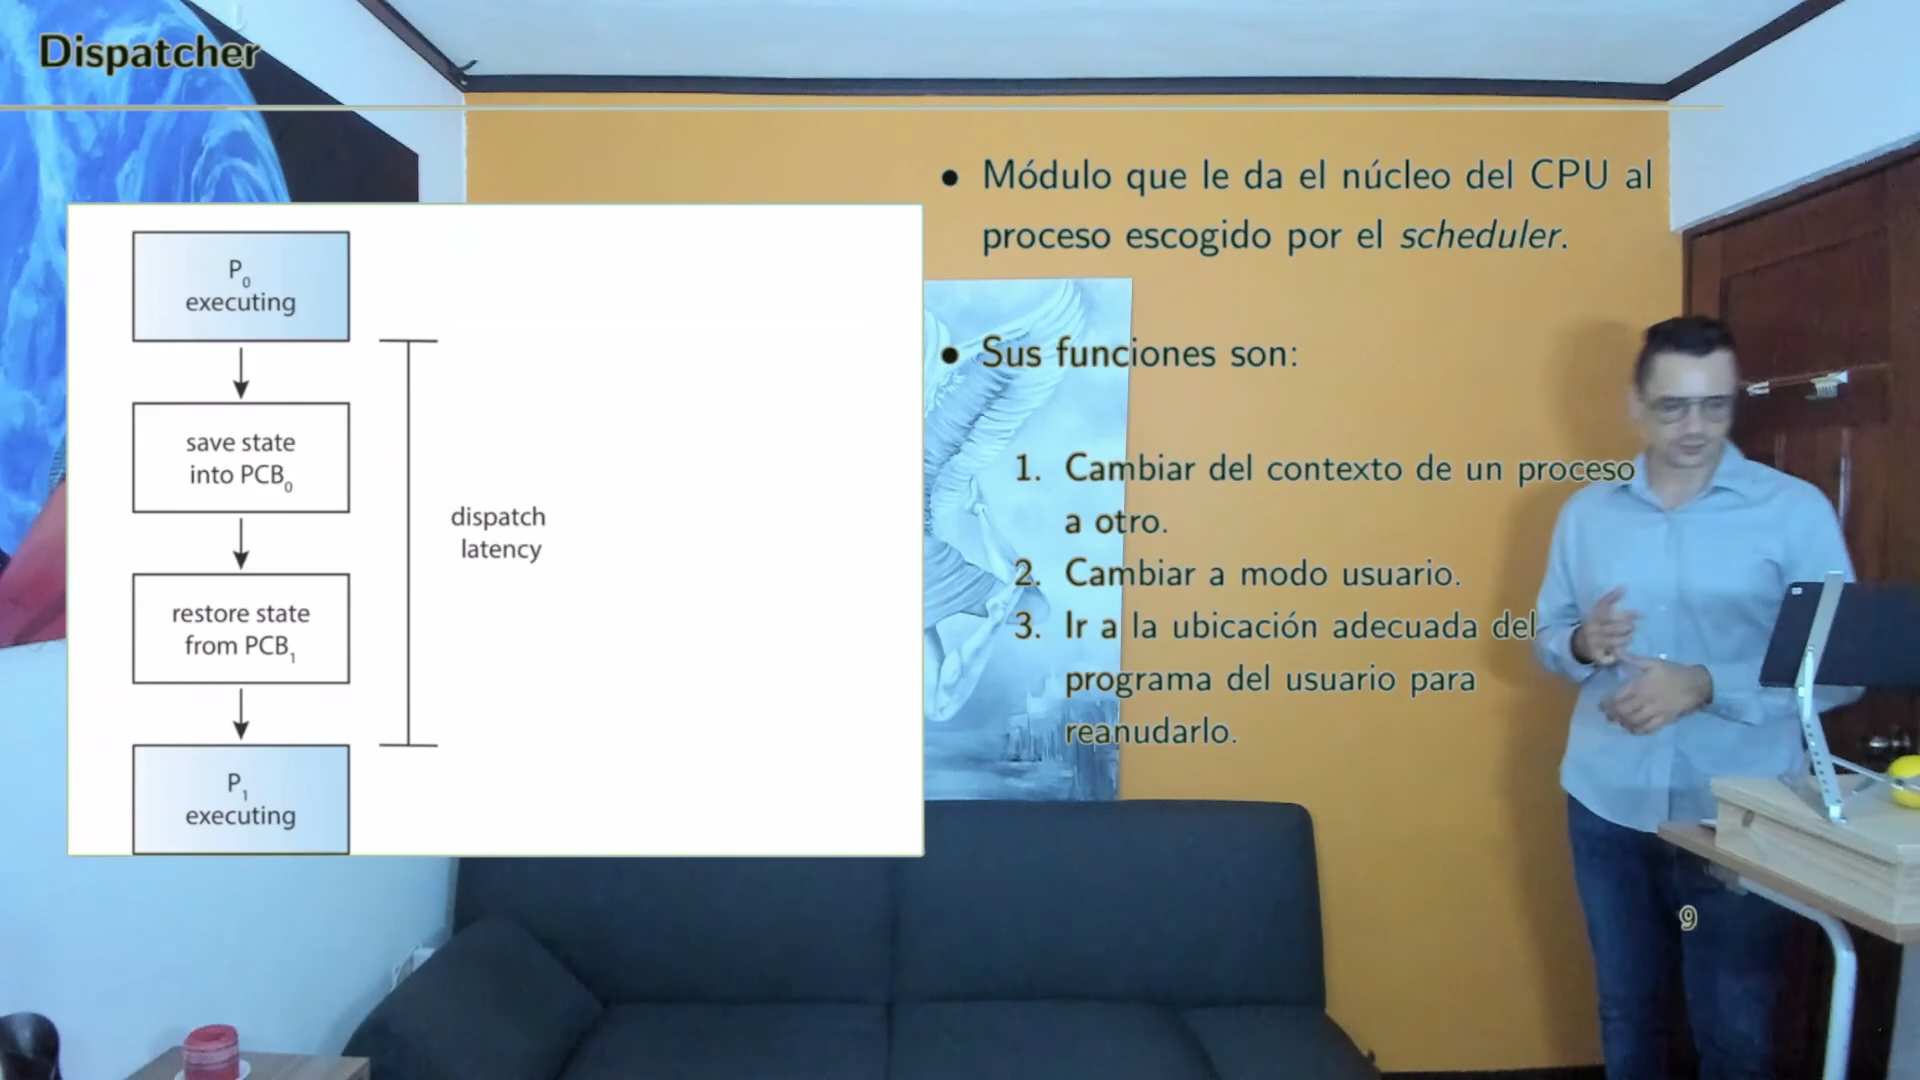 Dispatcher
P0
executing
save state
into PCB0
restore state
from PCB1
P1
executing
dispatch
latency
• Módulo que le da el núcleo del CPU al
proceso escogido por el scheduler.
• Sus funciones son:
1. Cambiar del contexto de un proceso
a otro.
2. Cambiar a modo usuario.
3. Ir a la ubicación adecuada del
programa del usuario para
reanudarlo.
9